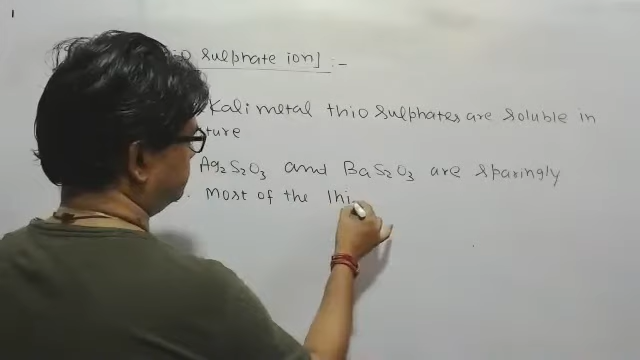 1
sulphate ion] :-
Kali metal thio sulphates are soluble in
ture
Ag₂S₂O₃ and BaS₂O₃ are sparingly
. Most of the Thi